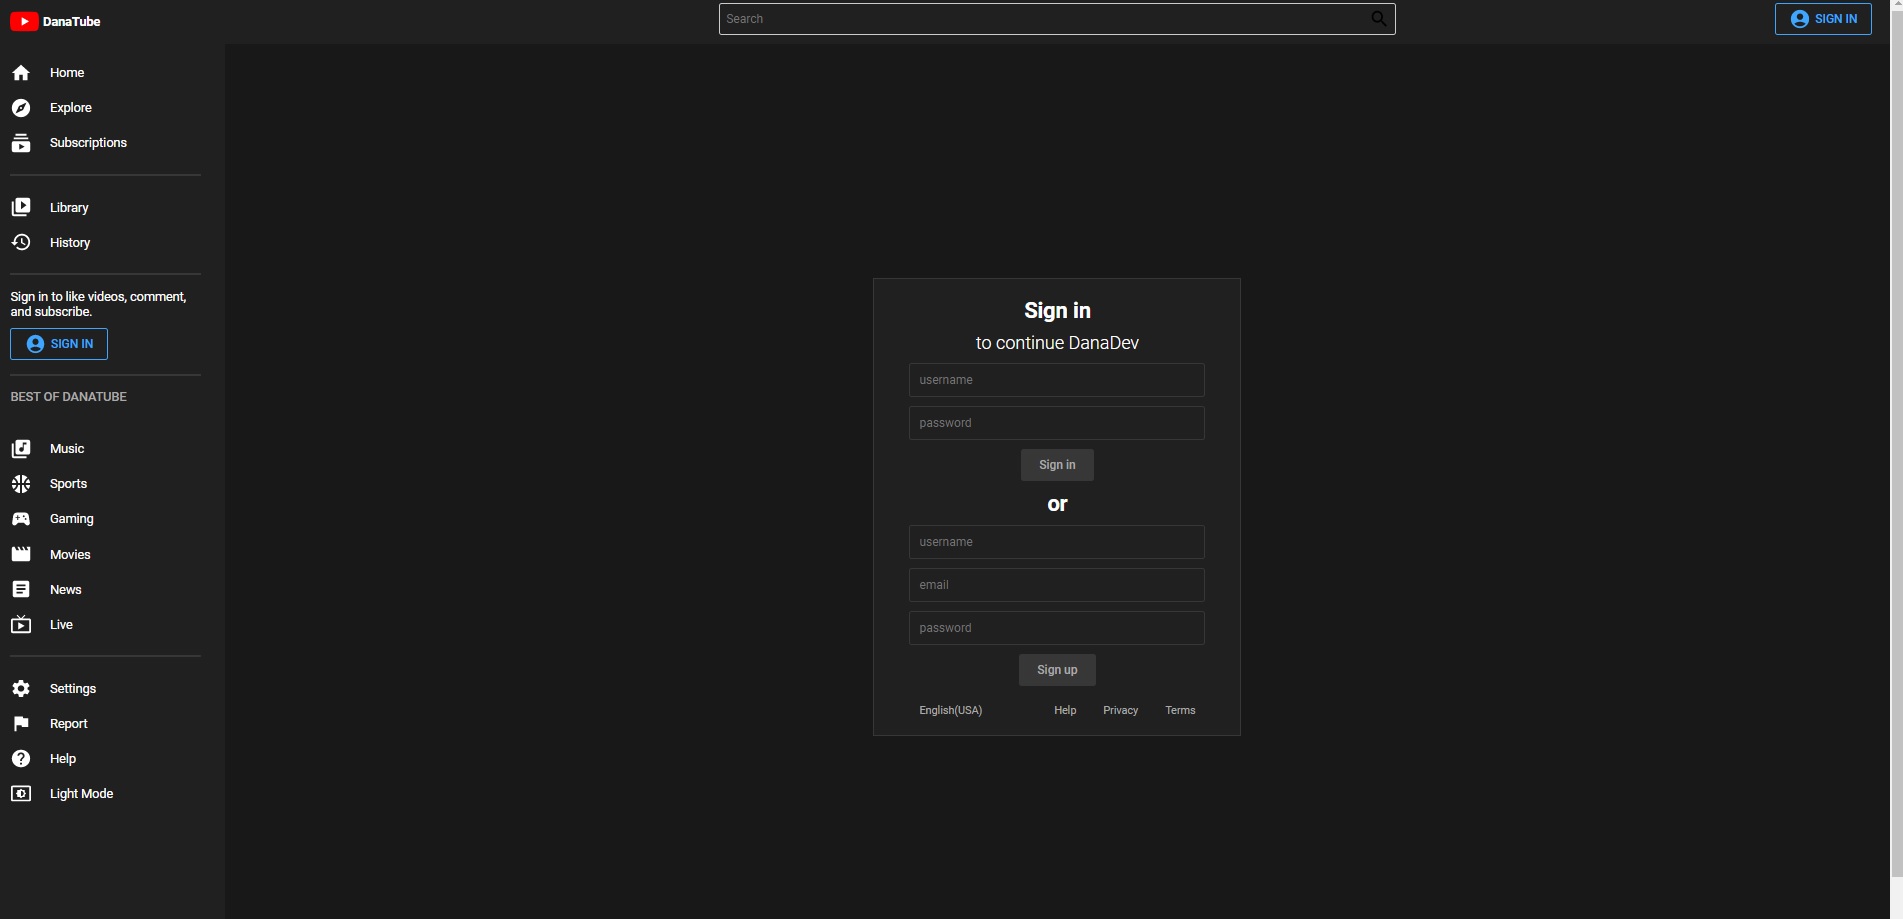 DanaTube
Search
SIGN IN
Home
Explore
Subscriptions
Library
History
Sign in to like videos, comment,
and subscribe.
SIGN IN
BEST OF DANATUBE
Music
Sports
Gaming
Movies
News
Live
Settings
Report
Help
Light Mode
Sign in
to continue DanaDev
username
password
Sign in
or
username
email
password
Sign up
English(USA) Help Privacy Terms